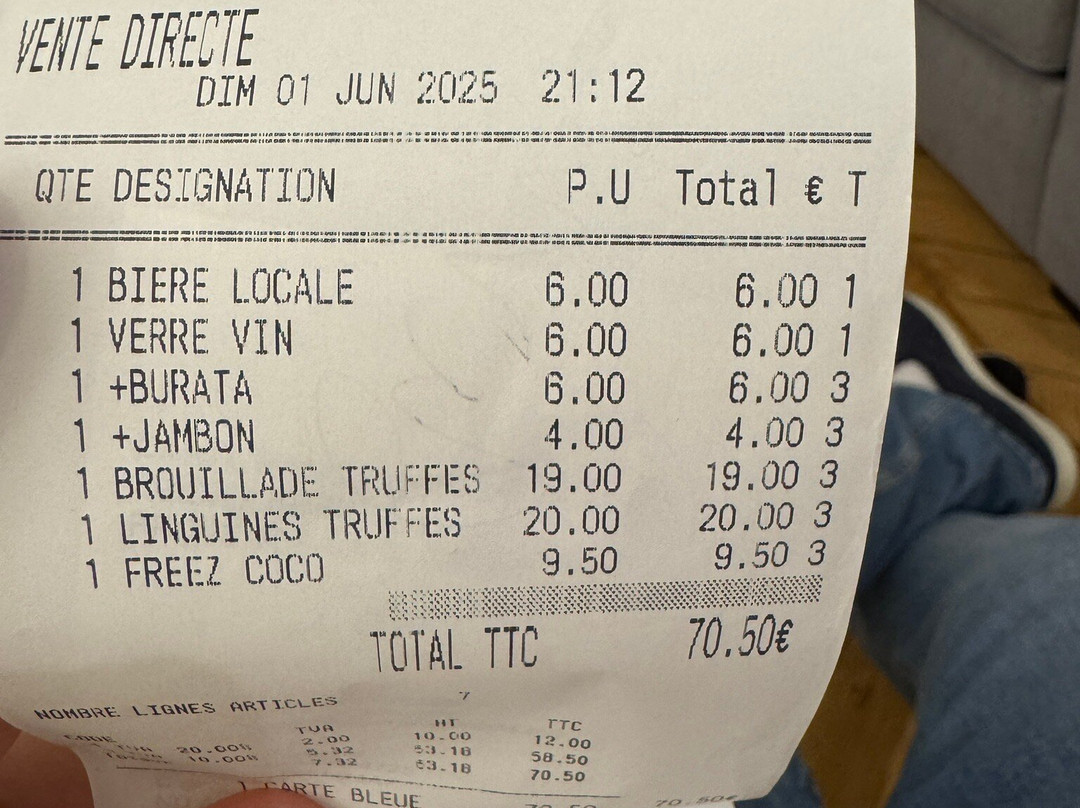 VENTE DIRECTE
DIM 01 JUN 2025 21:12
QTE DESIGNATION P.U Total € T
1 BIERE LOCALE 6.00 6.00 1
1 VERRE VIN 6.00 6.00 1
1 +BURATA 6.00 6.00 3
1 +JAMBON 4.00 4.00 3
1 BROUILLADE TRUFFES 19.00 19.00 3
1 LINGUINES TRUFFES 20.00 20.00 3
1 FREEZ COCO 9.50 9.50 3
TOTAL TTC 70.50€
NOMBRE LIGNES ARTICLES 7
CODE TVA HT TTC
20.00% 2.00 10.00 12.00
10.00% 5.32 53.18 58.50
7.32 63.18 70.50
1 CARTE BLEUE 70.50 70.50€